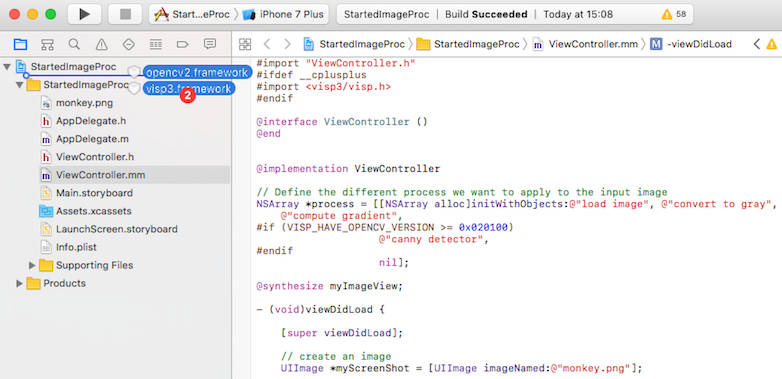 Start...eProc iPhone 7 Plus StartedImageProc | Build Succeeded | Today at 15:08 58
StartedImageProc StartedImageProc ViewController.mm -viewDidLoad
M
StartedImageProc
opencv2.framework
StartedImageProc
visp3.framework
2
monkey.png
h AppDelegate.h
m AppDelegate.m
h ViewController.h
m ViewController.mm
Main.storyboard
Assets.xcassets
LaunchScreen.storyboard
Info.plist
Supporting Files
Products
#import "ViewController.h"
#ifdef __cplusplus
#import <visp3/visp.h>
#endif
@interface ViewController ()
@end
@implementation ViewController
// Define the different process we want to apply to the input image
NSArray *process = [[NSArray alloc]initWithObjects:@"load image", @"convert to gray",
@"compute gradient",
#if (VISP_HAVE_OPENCV_VERSION >= 0x020100)
@"canny detector",
#endif
nil];
@synthesize myImageView;
- (void)viewDidLoad {
[super viewDidLoad];
// create an image
UIImage *myScreenShot = [UIImage imageNamed:@"monkey.png"];